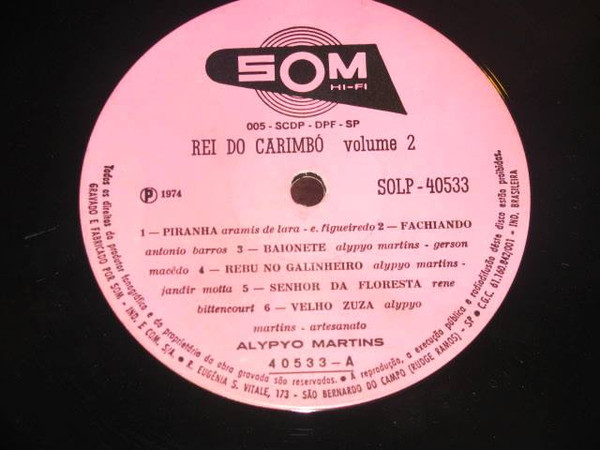 SOM
HI-FI
005 - SCDP - DPF - SP
REI DO CARIMBÓ volume 2
Ⓟ 1974
SOLP - 40533
1 — PIRANHA aramis de lara - e. figueiredo 2 — FACHIANDO
antonio barros 3 — BAIONETE alypyo martins - gerson
macêdo 4 — REBU NO GALINHEIRO alypyo martins -
jandir motta 5 — SENHOR DA FLORESTA rene
bittencourt 6 — VELHO ZUZA alypyo
martins - artesanato
ALYPYO MARTINS
40533-A
Todos os direitos do produtor fonográfico e do proprietário da obra gravada são reservados. ● A reprodução, a execução pública e radiodifusão dêste disco estão proibidas.
GRAVADO E FABRICADO POR SOM - IND. E COM. S/A. ● R. EUGÊNIA S. VITALE, 173 - SÃO BERNARDO DO CAMPO (RUDGE RAMOS) - SP ● C.G.C. 61.160.842/001 - IND. BRASILEIRA